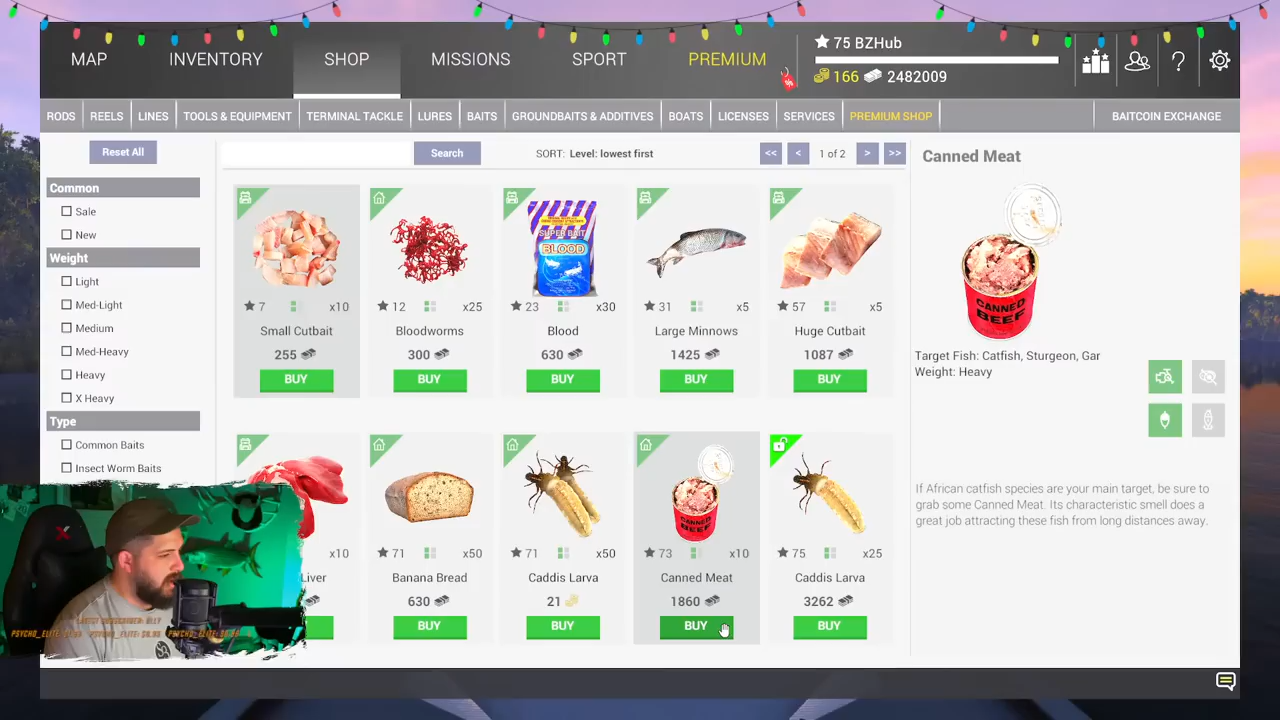 MAP
INVENTORY
SHOP
MISSIONS
SPORT
PREMIUM
75 BZHub
166 2482009
RODS
REELS
LINES
TOOLS & EQUIPMENT
TERMINAL TACKLE
LURES
BAITS
GROUNDBAITS & ADDITIVES
BOATS
LICENSES
SERVICES
PREMIUM SHOP
BAITCOIN EXCHANGE
Reset All
Search
SORT: Level: lowest first
<<
<
1 of 2
>
>>
Common
Sale
New
Weight
Light
Med-Light
Medium
Med-Heavy
Heavy
X Heavy
Type
Common Baits
Insect Worm Baits
7 x10
Small Cutbait
255
BUY
12 x25
Bloodworms
300
BUY
SUPER BAIT
BLOOD
23 x30
Blood
630
BUY
31 x5
Large Minnows
1425
BUY
57 x5
Huge Cutbait
1087
BUY
x10
Liver
71 x50
Banana Bread
630
BUY
71 x50
Caddis Larva
21
BUY
CANNED
BEEF
73 x10
Canned Meat
1860
BUY
75 x25
Caddis Larva
3262
BUY
Canned Meat
CANNED
BEEF
Target Fish: Catfish, Sturgeon, Gar
Weight: Heavy
If African catfish species are your main target, be sure to
grab some Canned Meat. Its characteristic smell does a
great job attracting these fish from long distances away.